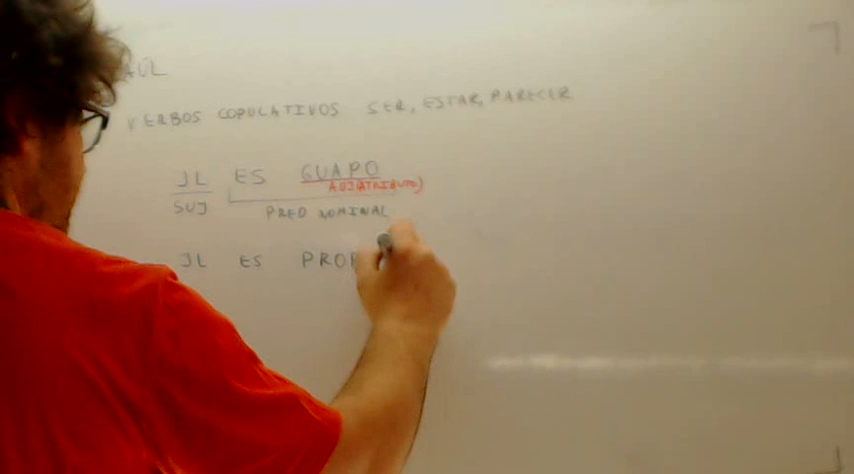 VERBOS COPULATIVOS SER, ESTAR, PARECER
JL ES GUAPO
ADJ(ATRIBUTO)
SUJ PRED NOMINAL
JL ES